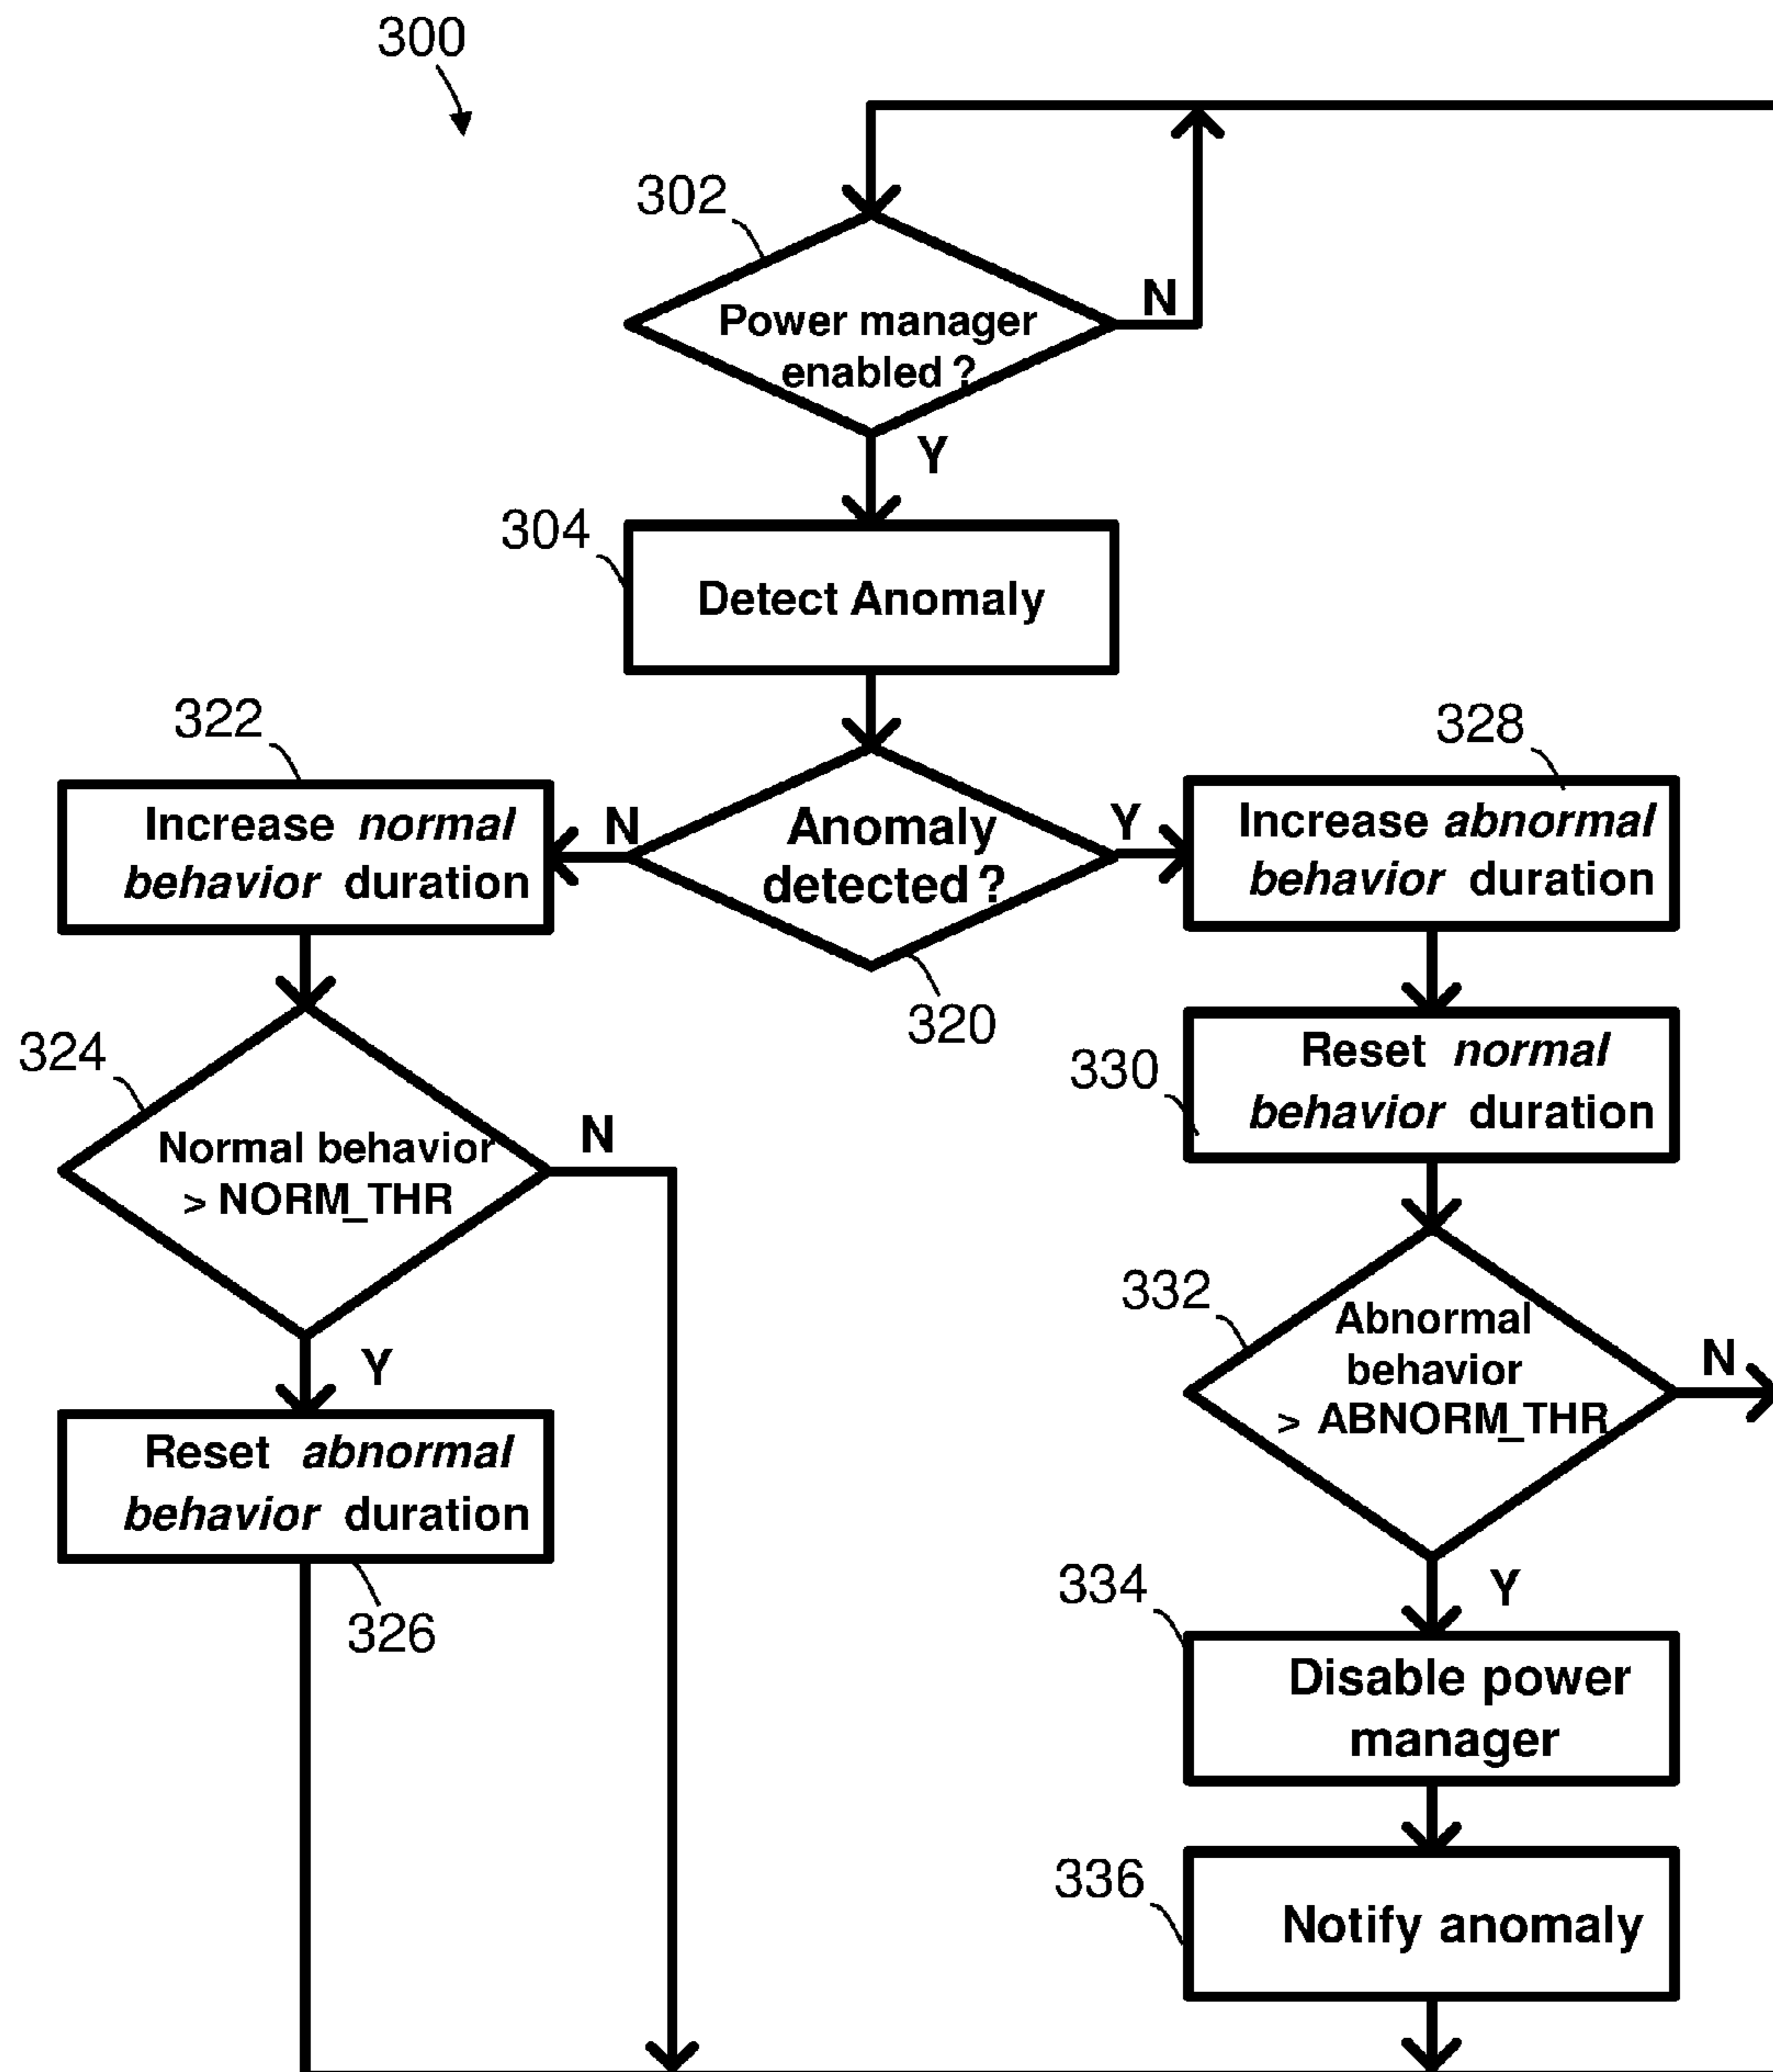 300
302
Power manager
enabled ?
N
Y
304
Detect Anomaly
322
328
Increase normal
behavior duration
N
Anomaly
detected ?
Y
Increase abnormal
behavior duration
320
324
Normal behavior
> NORM_THR
N
330
Reset normal
behavior duration
332
Abnormal
behavior
> ABNORM_THR
N
Y
Reset abnormal
behavior duration
326
Y
334
Disable power
manager
336
Notify anomaly